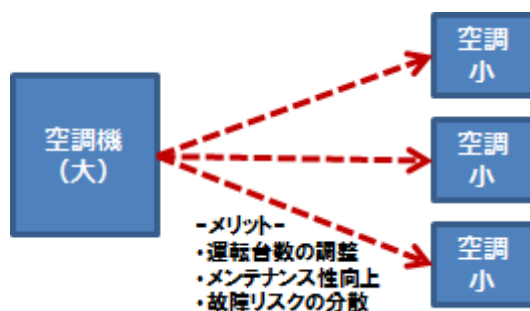 空調機
（大）
空調
小
空調
小
空調
小
-メリット-
・運転台数の調整
・メンテナンス性向上
・故障リスクの分散